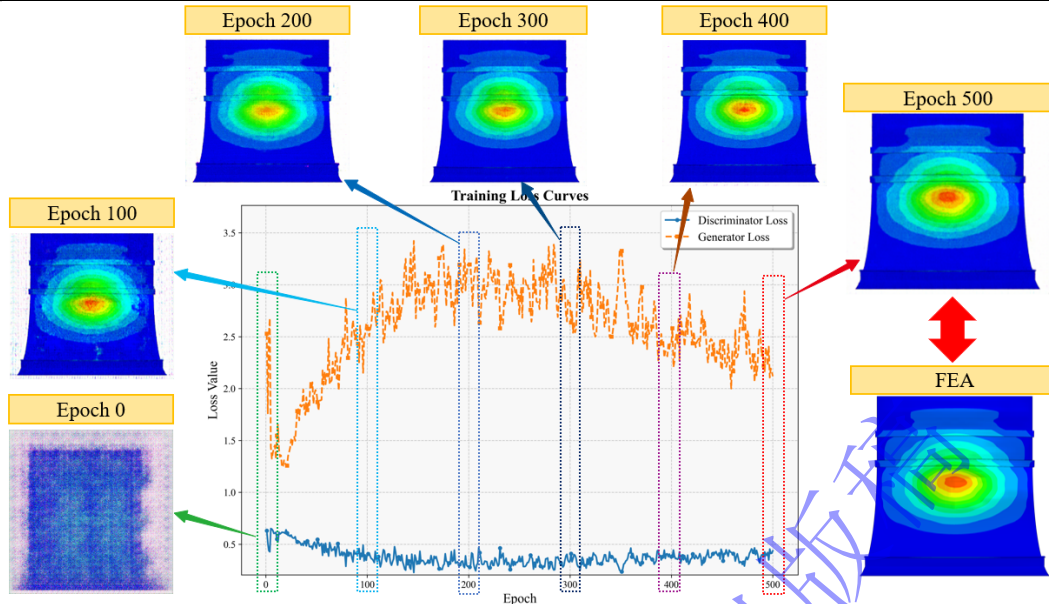 Epoch 200
Epoch 300
Epoch 400
Epoch 500
Epoch 100
Epoch 0
FEA
Training Loss Curves
Discriminator Loss
Generator Loss
Loss Value
3.5
3.0
2.5
2.0
1.5
1.0
0.5
0
100
200
300
400
500
Epoch
版稿